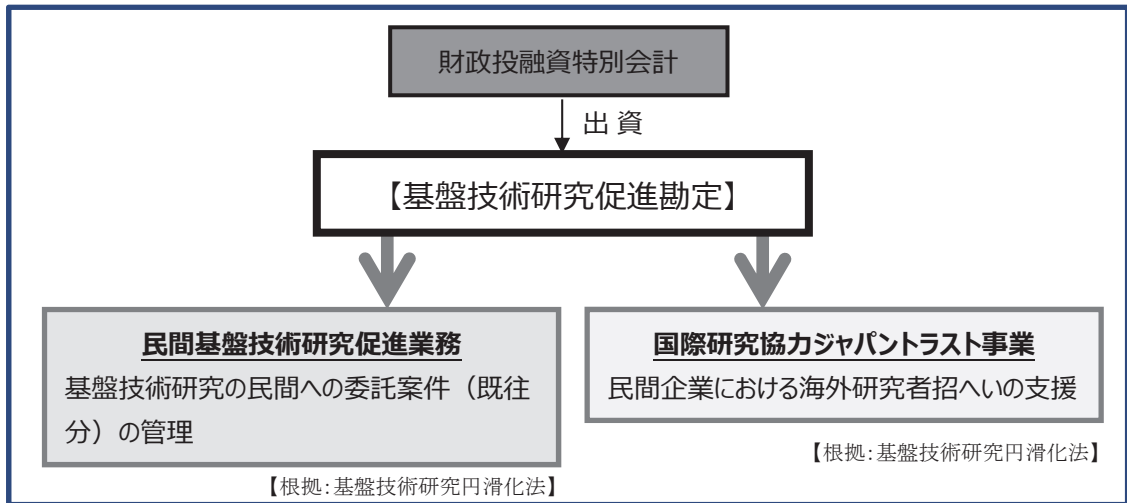 財政投融資特別会計
出 資
【基盤技術研究促進勘定】
民間基盤技術研究促進業務
基盤技術研究の民間への委託案件（既往
分）の管理
【根拠：基盤技術研究円滑化法】
国際研究協力ジャパントラスト事業
民間企業における海外研究者招へいの支援
【根拠：基盤技術研究円滑化法】